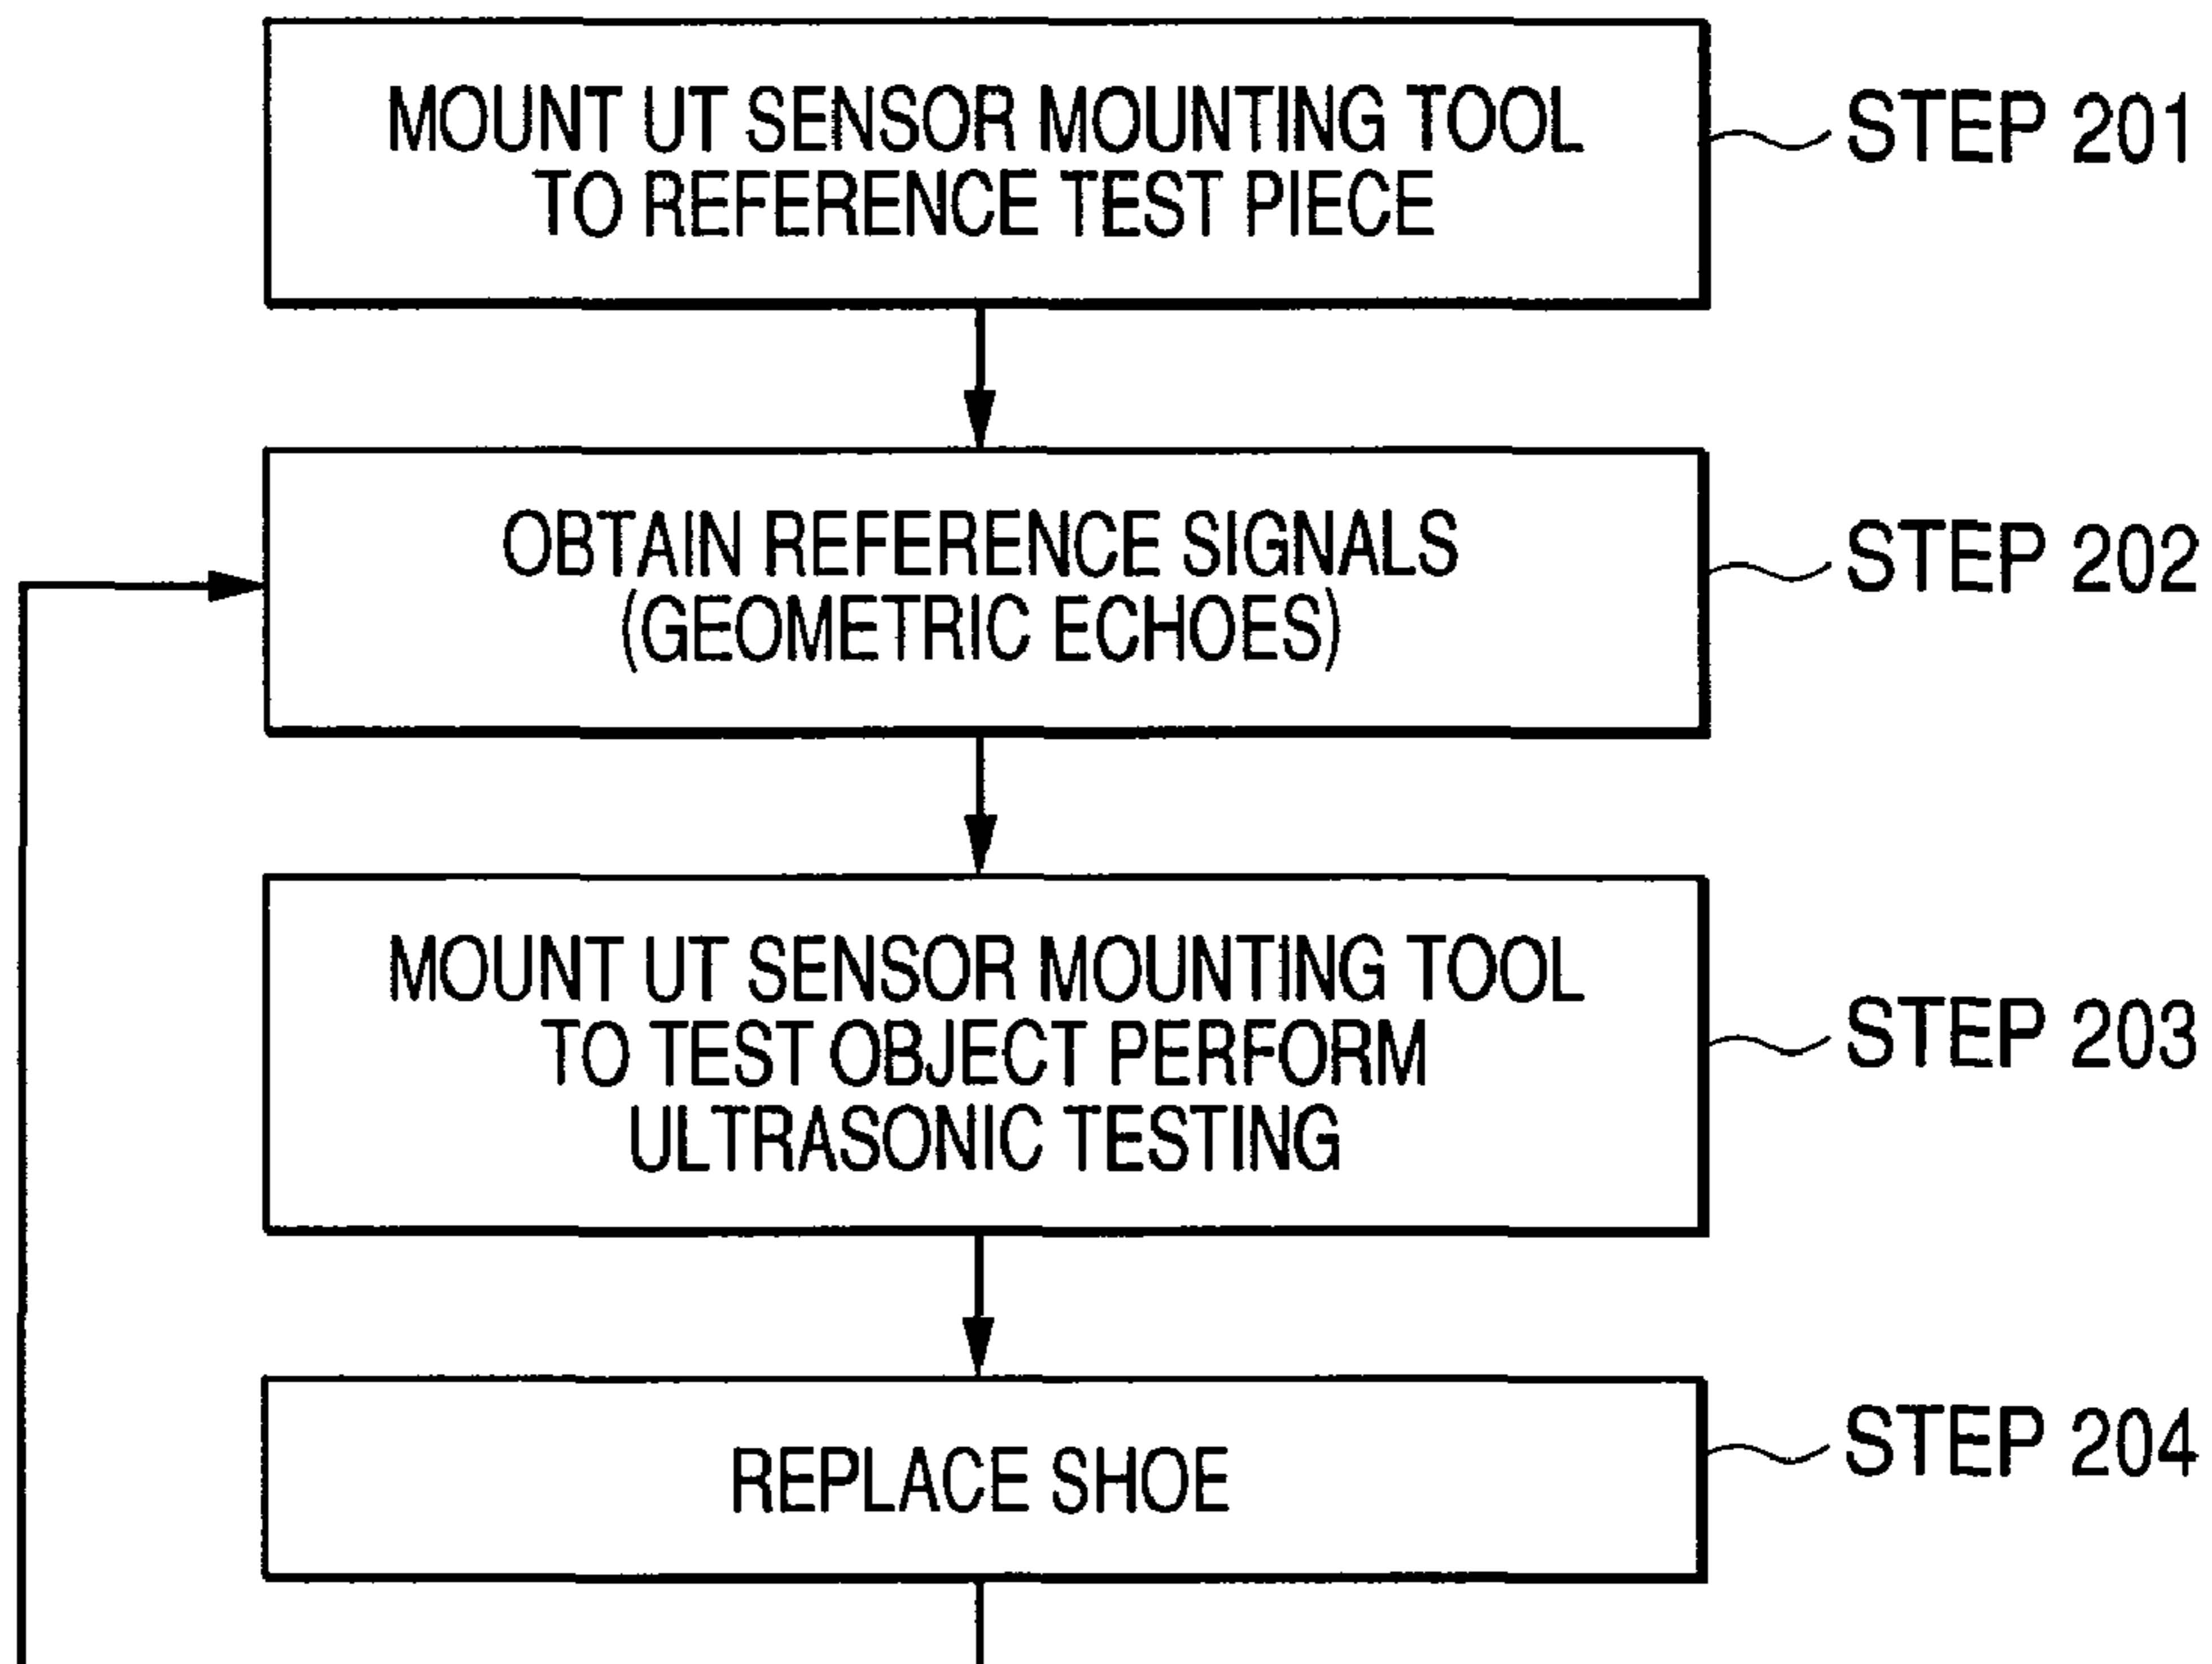 MOUNT UT SENSOR MOUNTING TOOL
TO REFERENCE TEST PIECE
STEP 201
OBTAIN REFERENCE SIGNALS
(GEOMETRIC ECHOES)
STEP 202
MOUNT UT SENSOR MOUNTING TOOL
TO TEST OBJECT PERFORM
ULTRASONIC TESTING
STEP 203
REPLACE SHOE
STEP 204